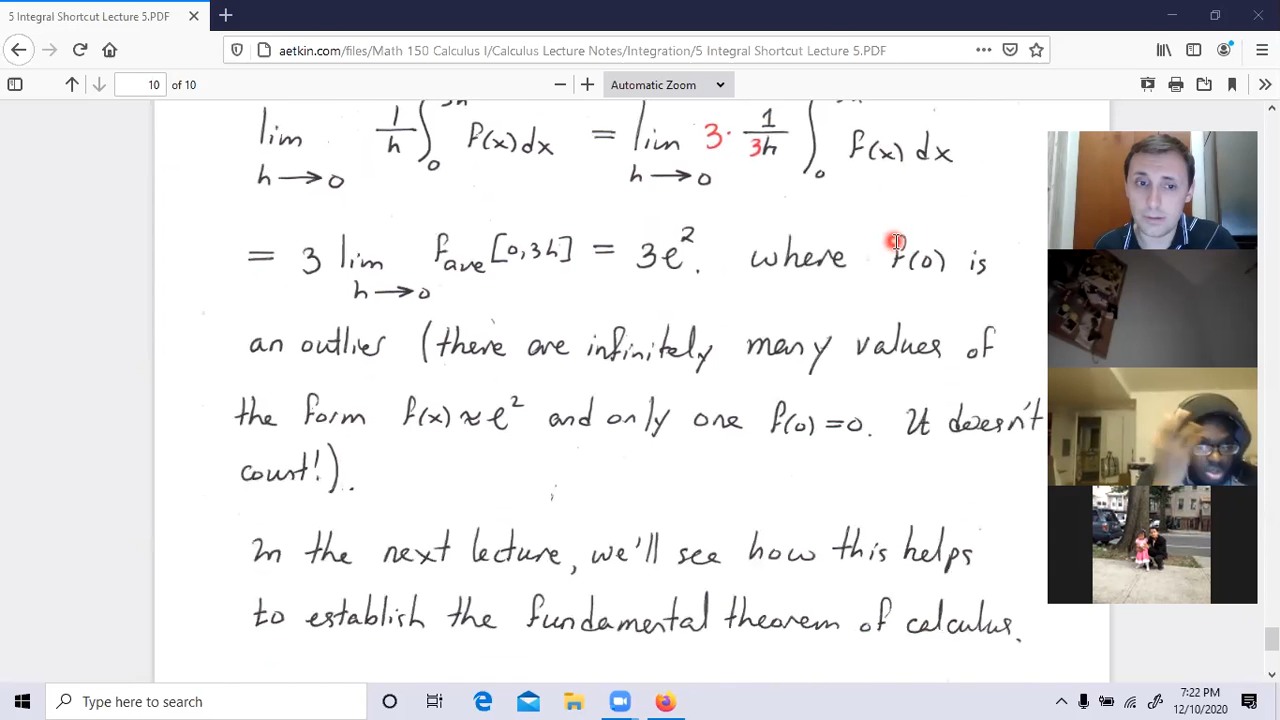 5 Integral Shortcut Lecture 5.PDF
aetkin.com/files/Math 150 Calculus I/Calculus Lecture Notes/Integration/5 Integral Shortcut Lecture 5.PDF
10 of 10
Automatic Zoom
lim h→0 1/h ∫0 f(x)dx = lim h→0 3· 1/3h ∫0 f(x)dx
= 3 lim h→0 fave[0,3h] = 3e². where f(0) is
an outlier (there are infinitely many values of
the form f(x)≈e² and only one f(0)=0. It doesn't
count!).
In the next lecture, we'll see how this helps
to establish the fundamental theorem of calculus.
Type here to search
7:22 PM
12/10/2020